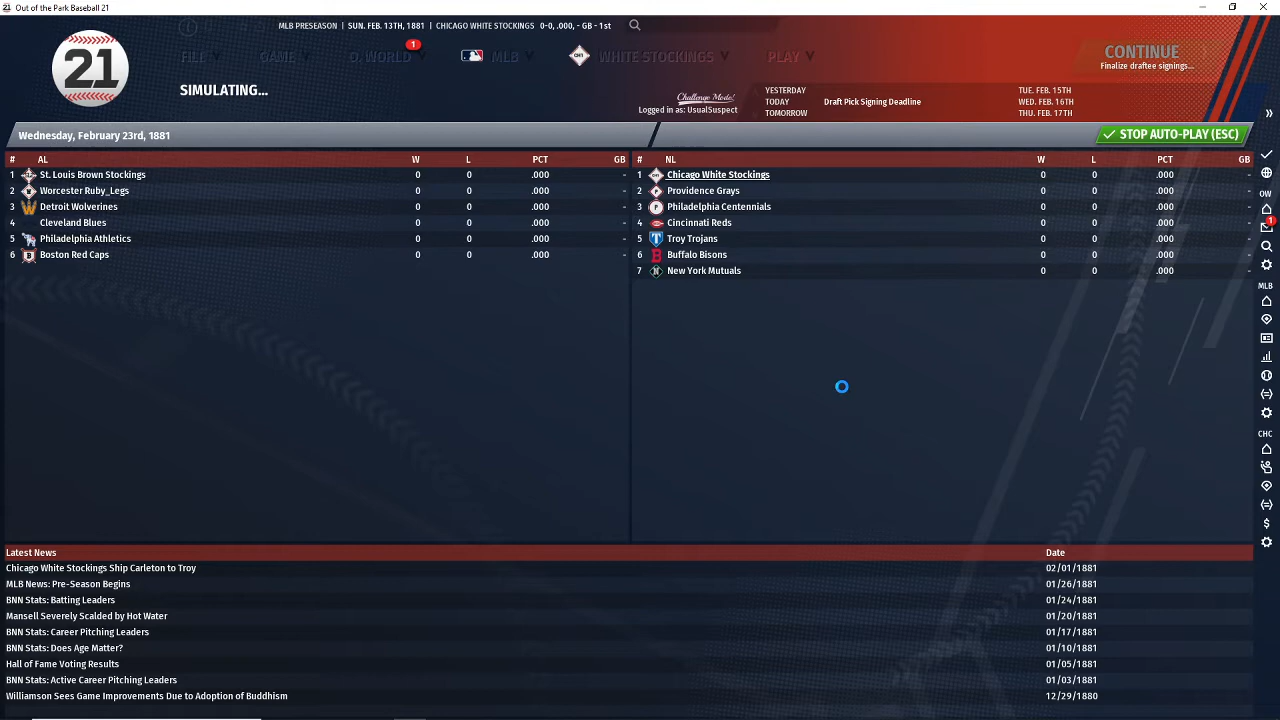 21 Out of the Park Baseball 21
MLB PRESEASON | SUN. FEB. 13TH, 1881 | CHICAGO WHITE STOCKINGS 0-0, .000, - GB - 1st
21
FILE GAME O. WORLD 1 MLB WHITE STOCKINGS PLAY
CONTINUE
Finalize draftee signings...
SIMULATING...
Challenge Mode!
Logged in as: UsualSuspect
YESTERDAY TUE. FEB. 15TH
TODAY Draft Pick Signing Deadline WED. FEB. 16TH
TOMORROW THU. FEB. 17TH
Wednesday, February 23rd, 1881
STOP AUTO-PLAY (ESC)
# AL W L PCT GB
1 St. Louis Brown Stockings 0 0 .000 -
2 Worcester Ruby_Legs 0 0 .000 -
3 Detroit Wolverines 0 0 .000 -
4 Cleveland Blues 0 0 .000 -
5 Philadelphia Athletics 0 0 .000 -
6 Boston Red Caps 0 0 .000 -
# NL W L PCT GB
1 Chicago White Stockings 0 0 .000 -
2 Providence Grays 0 0 .000 -
3 Philadelphia Centennials 0 0 .000 -
4 Cincinnati Reds 0 0 .000 -
5 Troy Trojans 0 0 .000 -
6 Buffalo Bisons 0 0 .000 -
7 New York Mutuals 0 0 .000 -
OW
1
MLB
CHC
Latest News Date
Chicago White Stockings Ship Carleton to Troy 02/01/1881
MLB News: Pre-Season Begins 01/26/1881
BNN Stats: Batting Leaders 01/24/1881
Mansell Severely Scalded by Hot Water 01/20/1881
BNN Stats: Career Pitching Leaders 01/17/1881
BNN Stats: Does Age Matter? 01/10/1881
Hall of Fame Voting Results 01/05/1881
BNN Stats: Active Career Pitching Leaders 01/03/1881
Williamson Sees Game Improvements Due to Adoption of Buddhism 12/29/1880